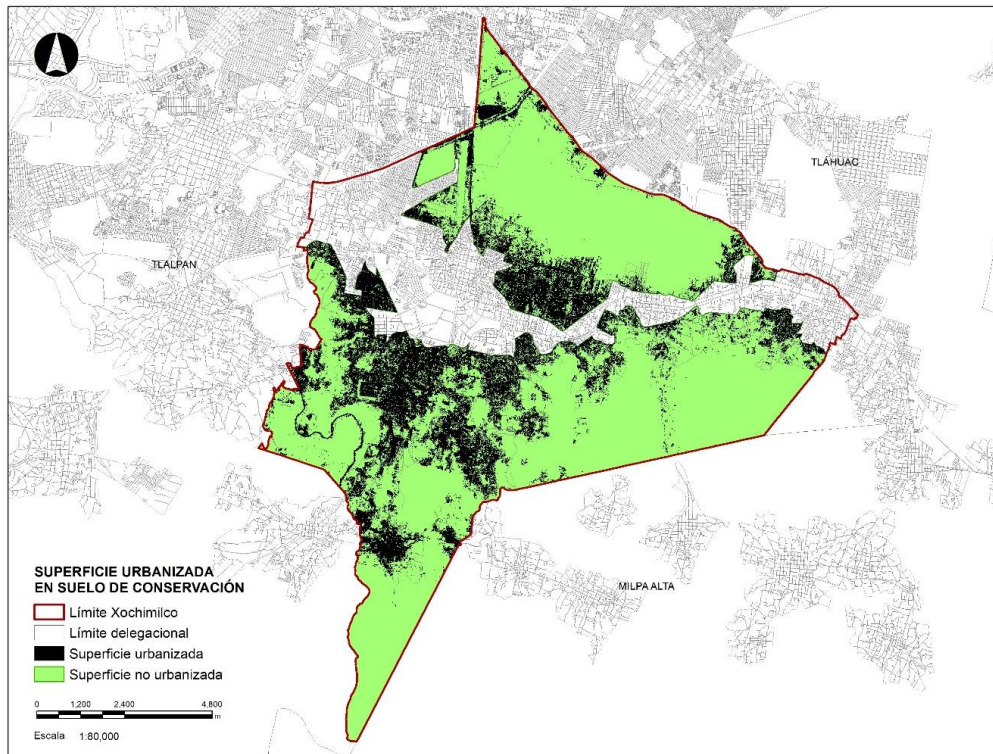 TLÁHUAC
TLALPAN
MILPA ALTA
SUPERFICIE URBANIZADA
EN SUELO DE CONSERVACIÓN
Límite Xochimilco
Límite delegacional
Superficie urbanizada
Superficie no urbanizada
0 1,200 2,400 4,800
m
Escala 1:80,000